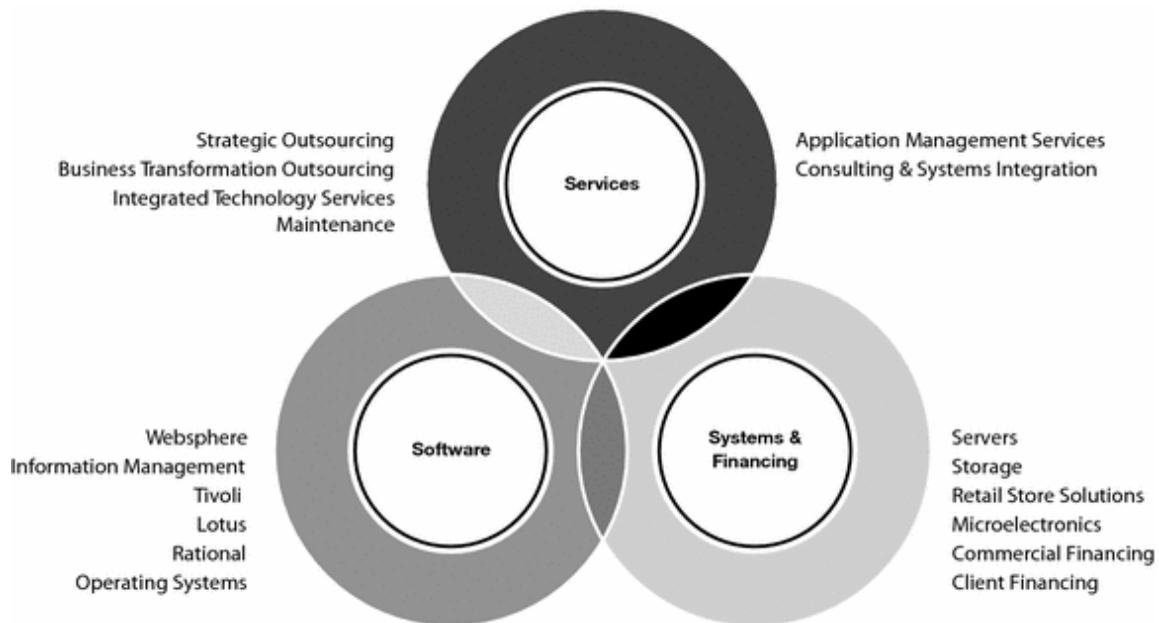 Strategic Outsourcing
Business Transformation Outsourcing
Integrated Technology Services
Maintenance
Services
Application Management Services
Consulting & Systems Integration
Websphere
Information Management
Tivoli
Lotus
Rational
Operating Systems
Software
Systems &
Financing
Servers
Storage
Retail Store Solutions
Microelectronics
Commercial Financing
Client Financing